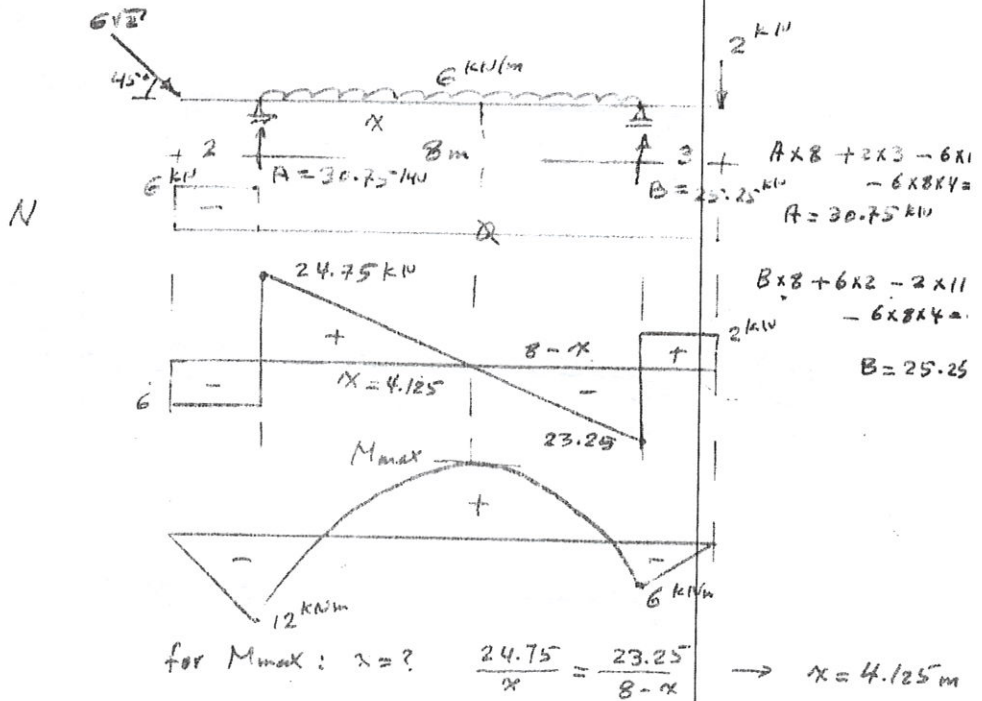 6√2
2 kN
45°
6 kN/m
x
2
8m
3
A×8 + 2×3 - 6×1
6 kN
A = 30.75 kN
B = 25.25 kN
- 6×8×4 =
-
A = 30.75 kN
N
24.75 kN
B×8 + 6×2 - 2×11
- 6×8×4 =
+
8-x
2 kN
+
B = 25.25
-
x = 4.125
-
6
23.25
Mmax
+
-
-
12 kNm
6 kNm
for Mmax : x = ? 24.75/x = 23.25/8-x → x = 4.125 m